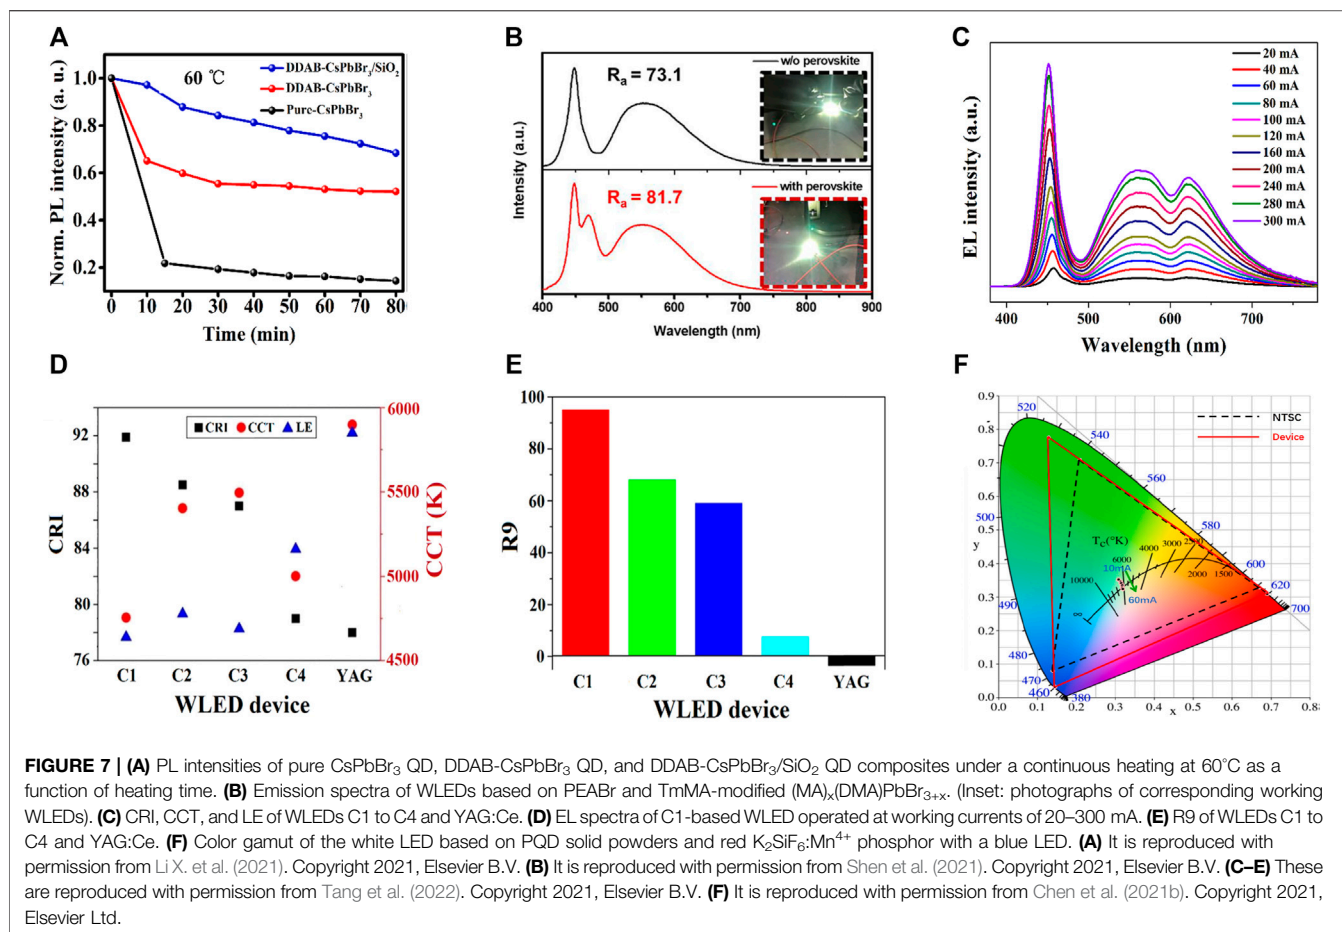 A
Norm. PL intensity (a. u.)
1.0
0.8
0.6
0.4
0.2
60 ℃
DDAB-CsPbBr₃/SiO₂
DDAB-CsPbBr₃
Pure-CsPbBr₃
0 10 20 30 40 50 60 70 80
Time (min)
B
Intensity (a.u.)
Rₐ = 73.1
w/o perovskite
Rₐ = 81.7
with perovskite
400 500 600 700 800 900
Wavelength (nm)
C
EL intensity (a.u.)
20 mA
40 mA
60 mA
80 mA
100 mA
120 mA
160 mA
200 mA
240 mA
280 mA
300 mA
400 500 600 700
Wavelength (nm)
D
CRI
92
88
84
80
76
CRI CCT LE
6000
5500
5000
4500
CCT (K)
C1 C2 C3 C4 YAG
WLED device
E
R9
100
80
60
40
20
0
C1 C2 C3 C4 YAG
WLED device
F
0.9
0.8
0.7
0.6
0.5
y
0.4
0.3
0.2
0.1
0.0
NTSC
Device
520
540
560
500
580
600
620
700
490
480
470
460
380
T_C(°K)
6000
4000
3000
2500
2000
1500
10000
∞
10mA
60mA
0.0 0.1 0.2 0.3 0.4 0.5 0.6 0.7 0.8
x
FIGURE 7 | (A) PL intensities of pure CsPbBr₃ QD, DDAB-CsPbBr₃ QD, and DDAB-CsPbBr₃/SiO₂ QD composites under a continuous heating at 60°C as a
function of heating time. (B) Emission spectra of WLEDs based on PEABr and TmMA-modified (MA)ₓ(DMA)PbBr₃₊ₓ. (Inset: photographs of corresponding working
WLEDs). (C) CRI, CCT, and LE of WLEDs C1 to C4 and YAG:Ce. (D) EL spectra of C1-based WLED operated at working currents of 20–300 mA. (E) R9 of WLEDs C1 to
C4 and YAG:Ce. (F) Color gamut of the white LED based on PQD solid powders and red K₂SiF₆:Mn⁴⁺ phosphor with a blue LED. (A) It is reproduced with
permission from Li X. et al. (2021). Copyright 2021, Elsevier B.V. (B) It is reproduced with permission from Shen et al. (2021). Copyright 2021, Elsevier B.V. (C–E) These
are reproduced with permission from Tang et al. (2022). Copyright 2021, Elsevier B.V. (F) It is reproduced with permission from Chen et al. (2021b). Copyright 2021,
Elsevier Ltd.